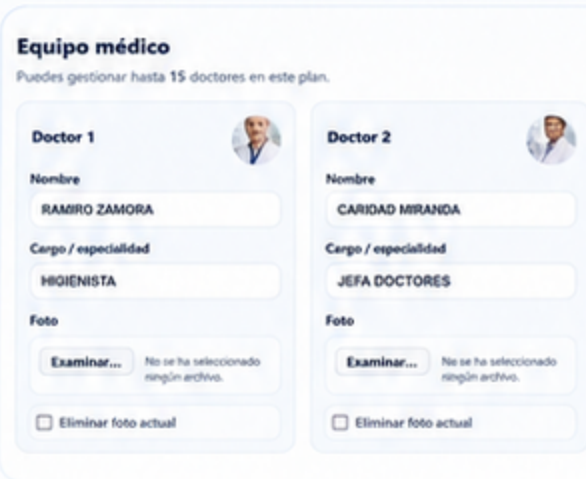 Equipo médico
Puedes gestionar hasta 15 doctores en este plan.
Doctor 1
Nombre
RAMIRO ZAMORA
Cargo / especialidad
HIGIENISTA
Foto
Examinar... No se ha seleccionado
ningún archivo.
Eliminar foto actual
Doctor 2
Nombre
CARIDAD MIRANDA
Cargo / especialidad
JEFA DOCTORES
Foto
Examinar... No se ha seleccionado
ningún archivo.
Eliminar foto actual